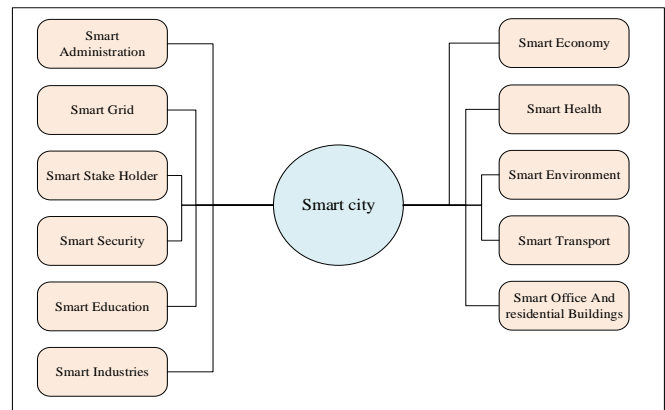 Smart
Administration
Smart Grid
Smart Stake Holder
Smart Security
Smart Education
Smart Industries
Smart city
Smart Economy
Smart Health
Smart Environment
Smart Transport
Smart Office And
residential Buildings